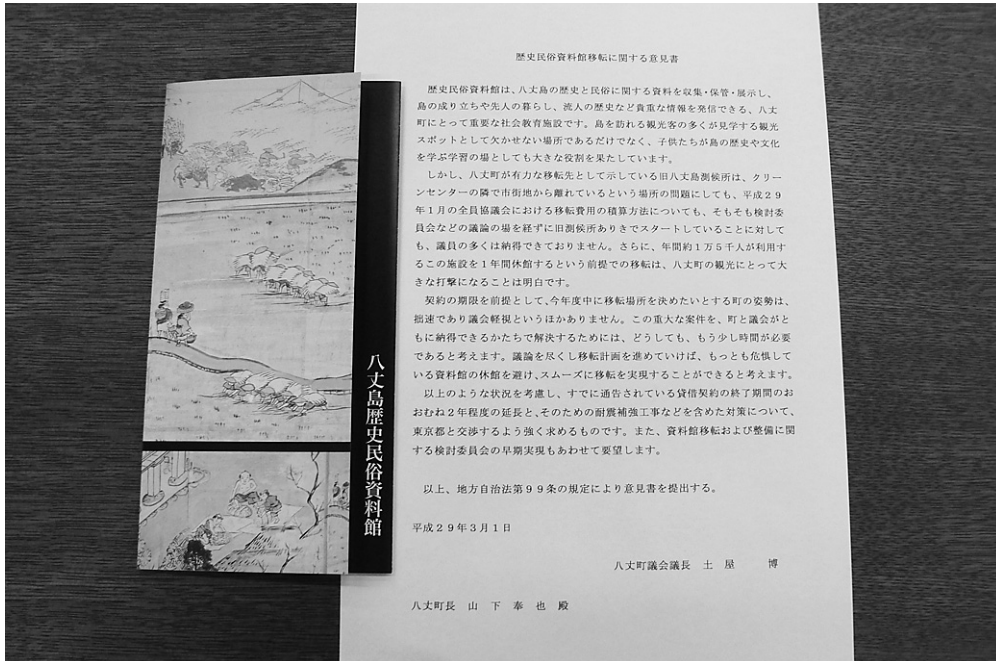 八丈島歴史民俗資料館
歴史民俗資料館移転に関する意見書
歴史民俗資料館は、八丈島の歴史と民俗に関する資料を収集・保管・展示し、
島の成り立ちや先人の暮らし、流人の歴史など貴重な情報を発信できる、八丈
町にとって重要な社会教育施設です。島を訪れる観光客の多くが見学する観光
スポットとして欠かせない場所であるだけでなく、子供たちが島の歴史や文化
を学ぶ学習の場としても大きな役割を果たしています。
しかし、八丈町が有力な移転先として示している旧八丈島測候所は、クリー
ンセンターの隣で市街地から離れているという場所の問題にしても、平成２９
年１月の全員協議会における移転費用の積算方法についても、そもそも検討委
員会などの議論の場を経ずに旧測候所ありきでスタートしていることに対して
も、議員の多くは納得できておりません。さらに、年間約１万５千人が利用す
るこの施設を１年間休館するという前提での移転は、八丈町の観光にとって大
きな打撃になることは明白です。
契約の期限を前提として、今年度中に移転場所を決めたいとする町の姿勢は、
拙速であり議会軽視というほかありません。この重大な案件を、町と議会がと
もに納得できるかたちで解決するためには、どうしても、もう少し時間が必要
であると考えます。議論を尽くし移転計画を進めていけば、もっとも危惧して
いる資料館の休館を避け、スムーズに移転を実現することができると考えます。
以上のような状況を考慮し、すでに通告されている貸借契約の終了期間のお
おむね２年程度の延長と、そのための耐震補強工事などを含めた対策について、
東京都と交渉するよう強く求めるものです。また、資料館移転および整備に関
する検討委員会の早期実現もあわせて要望します。
以上、地方自治法第９９条の規定により意見書を提出する。
平成２９年３月１日
八丈町議会議長 土 屋 博
八丈町長 山 下 奉 也 殿